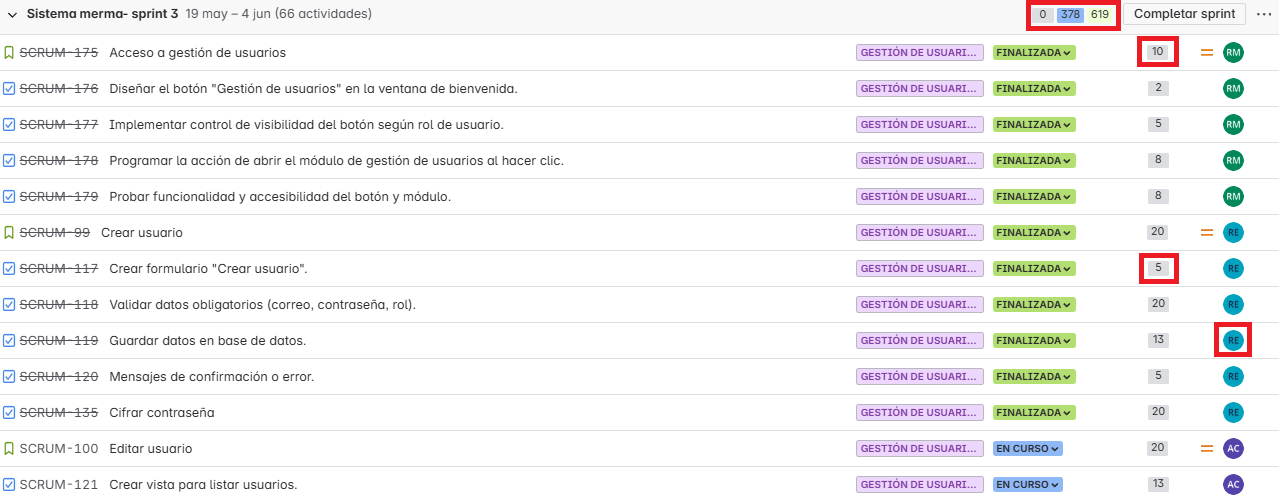 Sistema merma- sprint 3 19 may – 4 jun (66 actividades) 0 378 619 Completar sprint ...
SCRUM-175 Acceso a gestión de usuarios GESTIÓN DE USUARI... FINALIZADA 10 RM
SCRUM-176 Diseñar el botón "Gestión de usuarios" en la ventana de bienvenida. GESTIÓN DE USUARI... FINALIZADA 2 RM
SCRUM-177 Implementar control de visibilidad del botón según rol de usuario. GESTIÓN DE USUARI... FINALIZADA 5 RM
SCRUM-178 Programar la acción de abrir el módulo de gestión de usuarios al hacer clic. GESTIÓN DE USUARI... FINALIZADA 8 RM
SCRUM-179 Probar funcionalidad y accesibilidad del botón y módulo. GESTIÓN DE USUARI... FINALIZADA 8 RM
SCRUM-99 Crear usuario GESTIÓN DE USUARI... FINALIZADA 20 RE
SCRUM-117 Crear formulario "Crear usuario". GESTIÓN DE USUARI... FINALIZADA 5 RE
SCRUM-118 Validar datos obligatorios (correo, contraseña, rol). GESTIÓN DE USUARI... FINALIZADA 20 RE
SCRUM-119 Guardar datos en base de datos. GESTIÓN DE USUARI... FINALIZADA 13 RE
SCRUM-120 Mensajes de confirmación o error. GESTIÓN DE USUARI... FINALIZADA 5 RE
SCRUM-135 Cifrar contraseña GESTIÓN DE USUARI... FINALIZADA 20 RE
SCRUM-100 Editar usuario GESTIÓN DE USUARI... EN CURSO 20 AC
SCRUM-121 Crear vista para listar usuarios. GESTIÓN DE USUARI... EN CURSO 13 AC